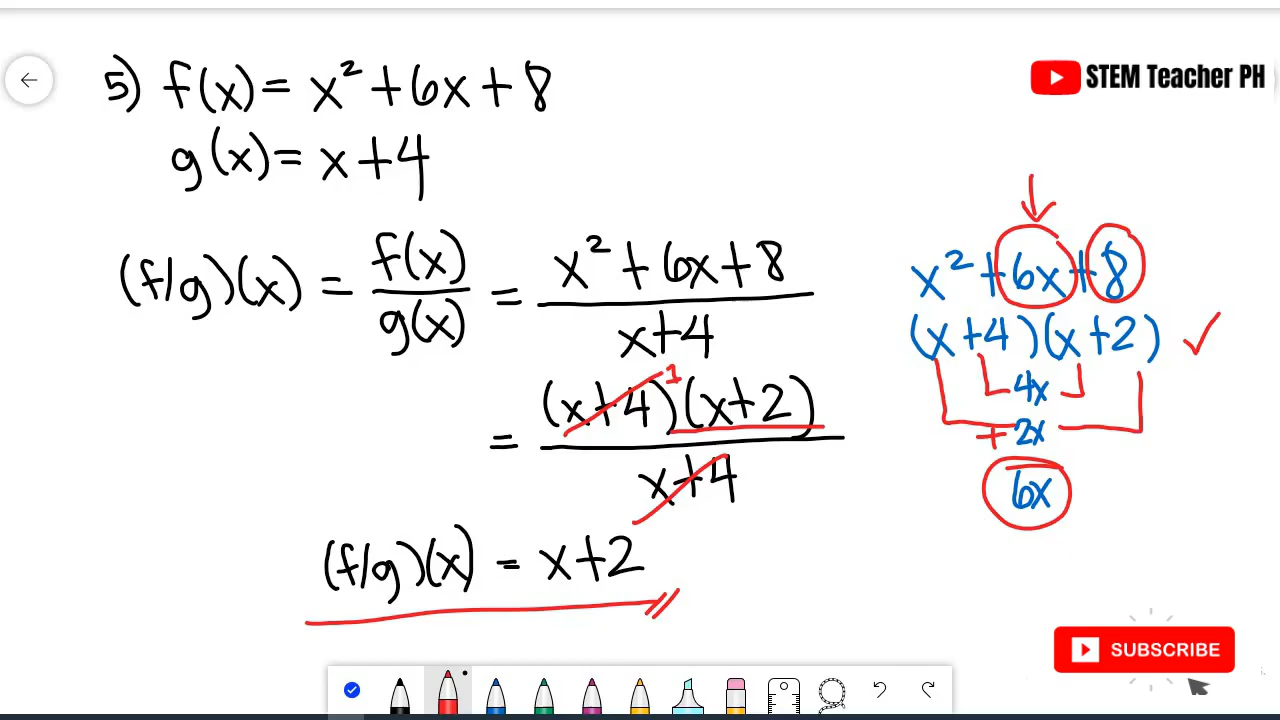 5) f(x) = x² + 6x + 8
g(x) = x + 4
STEM Teacher PH
(f/g)(x) = f(x)/g(x) = x² + 6x + 8 / x + 4
= (x+4)¹(x+2) / x+4
(f/g)(x) = x+2
x² + 6x + 8
(x+4)(x+2) ✓
4x
+ 2x
6x
SUBSCRIBE